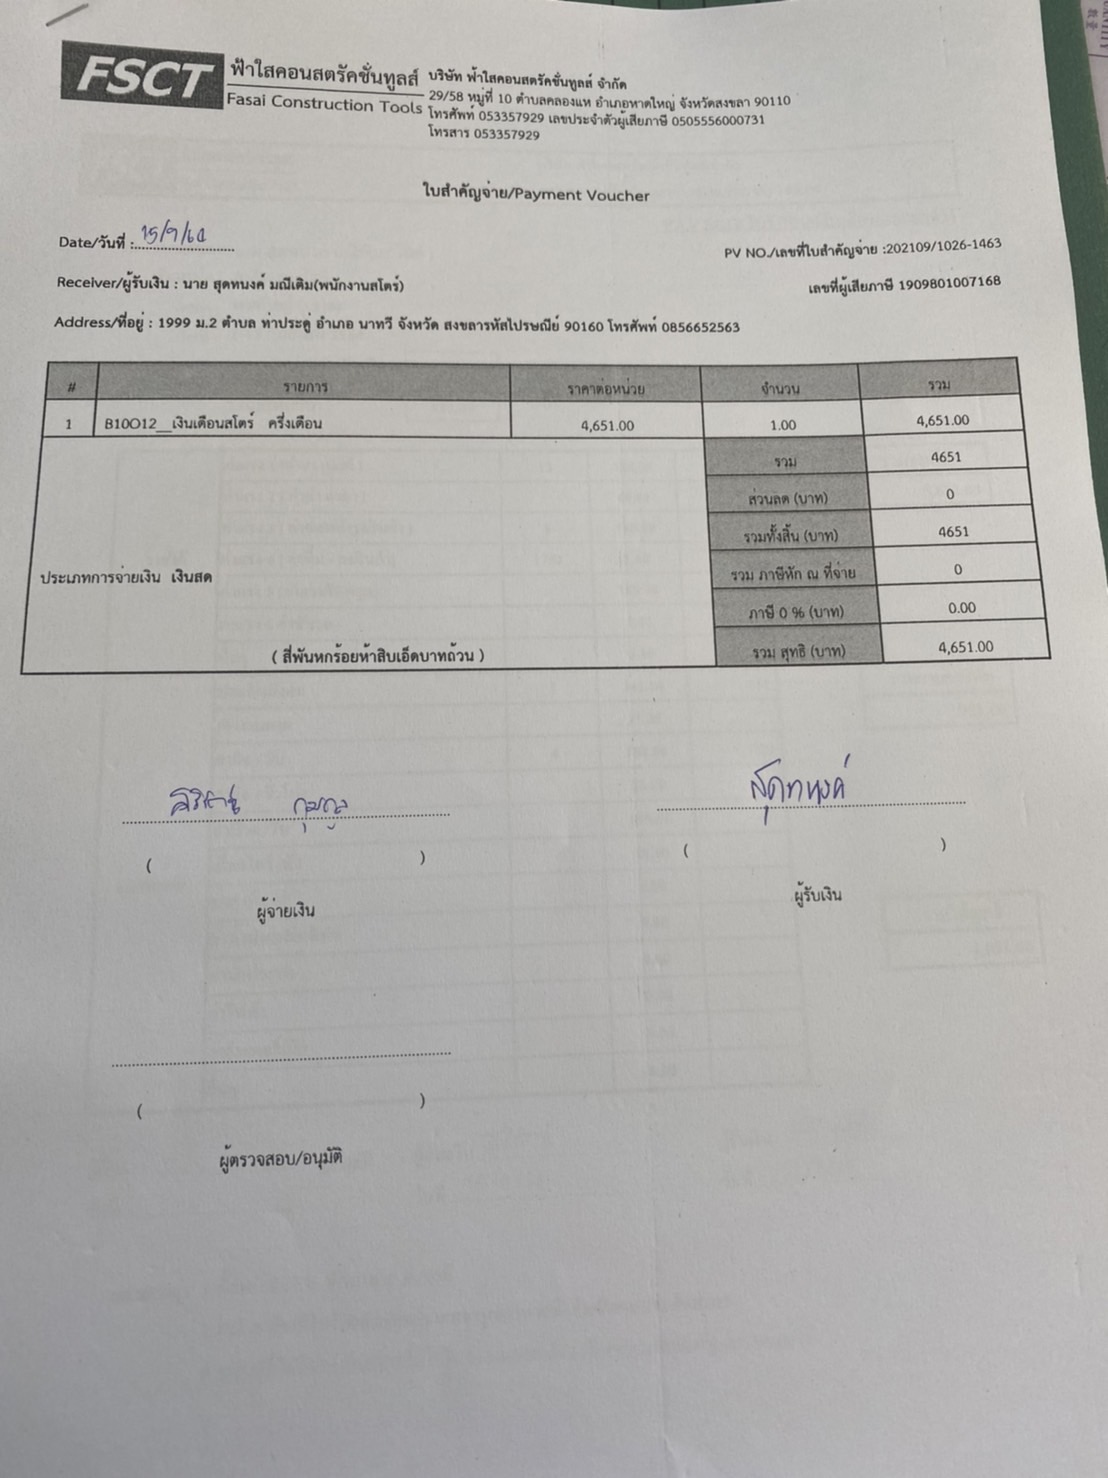 FSCT
ฟ้าใสคอนสตรัคชั่นทูลส์
Fasai Construction Tools
บริษัท ฟ้าใสคอนสตรัคชั่นทูลส์ จำกัด
29/58 หมู่ที่ 10 ตำบลคลองแห อำเภอหาดใหญ่ จังหวัดสงขลา 90110
โทรศัพท์ 053357929 เลขประจำตัวผู้เสียภาษี 0505556000731
โทรสาร 053357929
ใบสำคัญจ่าย/Payment Voucher
Date/วันที่ : 15/9/64
PV NO./เลขที่ใบสำคัญจ่าย :202109/1026-1463
Receiver/ผู้รับเงิน : นาย สุดทนงค์ มณีเติม(พนักงานสโตร์)
เลขที่ผู้เสียภาษี 1909801007168
Address/ที่อยู่ : 1999 ม.2 ตำบล ท่าประดู่ อำเภอ นาทวี จังหวัด สงขลารหัสไปรษณีย์ 90160 โทรศัพท์ 0856652563
# รายการ ราคาต่อหน่วย จำนวน รวม
1 B10O12__เงินเดือนสโตร์ ครึ่งเดือน 4,651.00 1.00 4,651.00
รวม 4651
ส่วนลด (บาท) 0
รวมทั้งสิ้น (บาท) 4651
ประเภทการจ่ายเงิน เงินสด
รวม ภาษีหัก ณ ที่จ่าย 0
ภาษี 0 % (บาท) 0.00
( สี่พันหกร้อยห้าสิบเอ็ดบาทถ้วน )
รวม สุทธิ (บาท) 4,651.00
สุดทนงค์
( ) ( )
ผู้จ่ายเงิน ผู้รับเงิน
( )
ผู้ตรวจสอบ/อนุมัติ